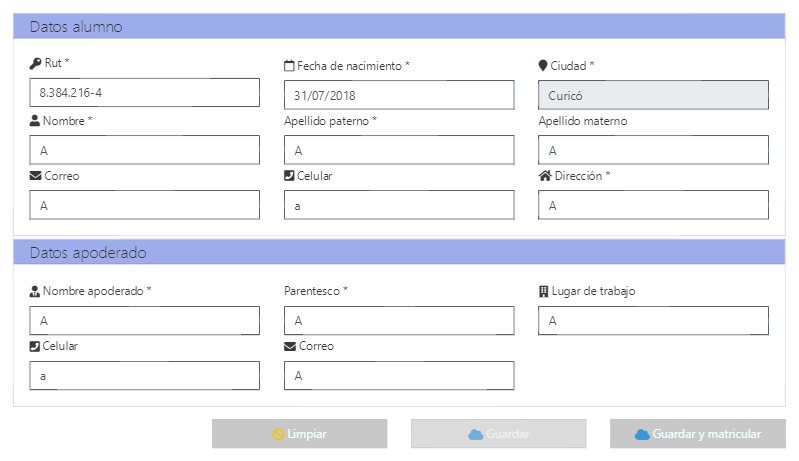 Datos alumno
Rut * Fecha de nacimiento * Ciudad *
8.384.216-4 31/07/2018 Curicó
Nombre * Apellido paterno * Apellido materno
A A A
Correo Celular Dirección *
A a A
Datos apoderado
Nombre apoderado * Parentesco * Lugar de trabajo
A A A
Celular Correo
a A
Limpiar Guardar Guardar y matricular